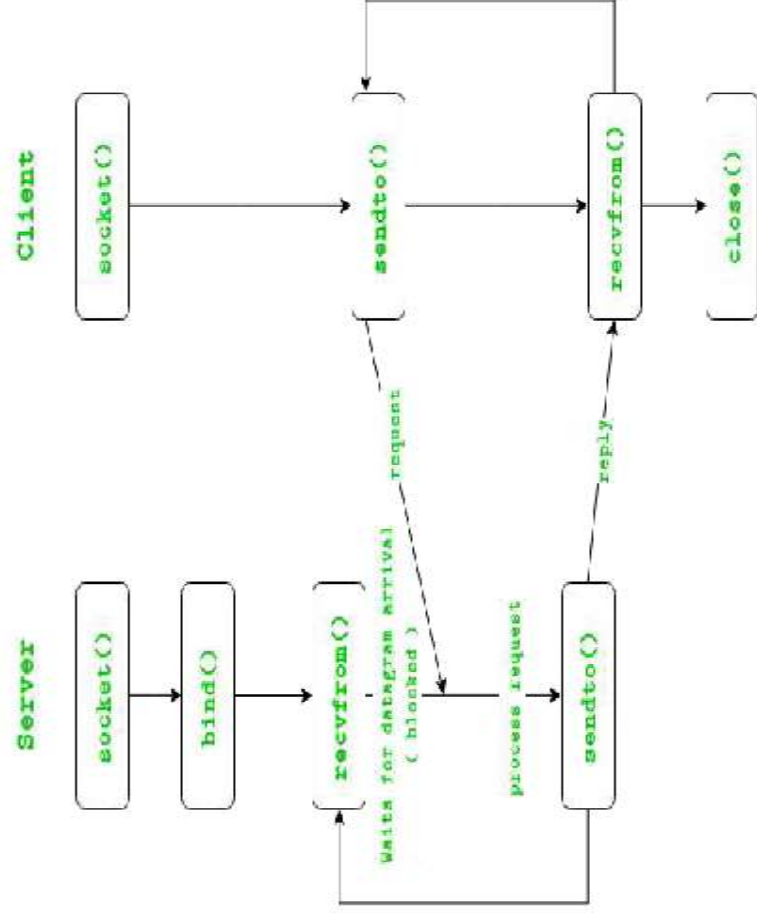 Server
Client
socket()
socket()
bind()
recvfrom()
sendto()
Waits for datagram arrival
( blocked )
request
process request
sendto()
reply
recvfrom()
close()